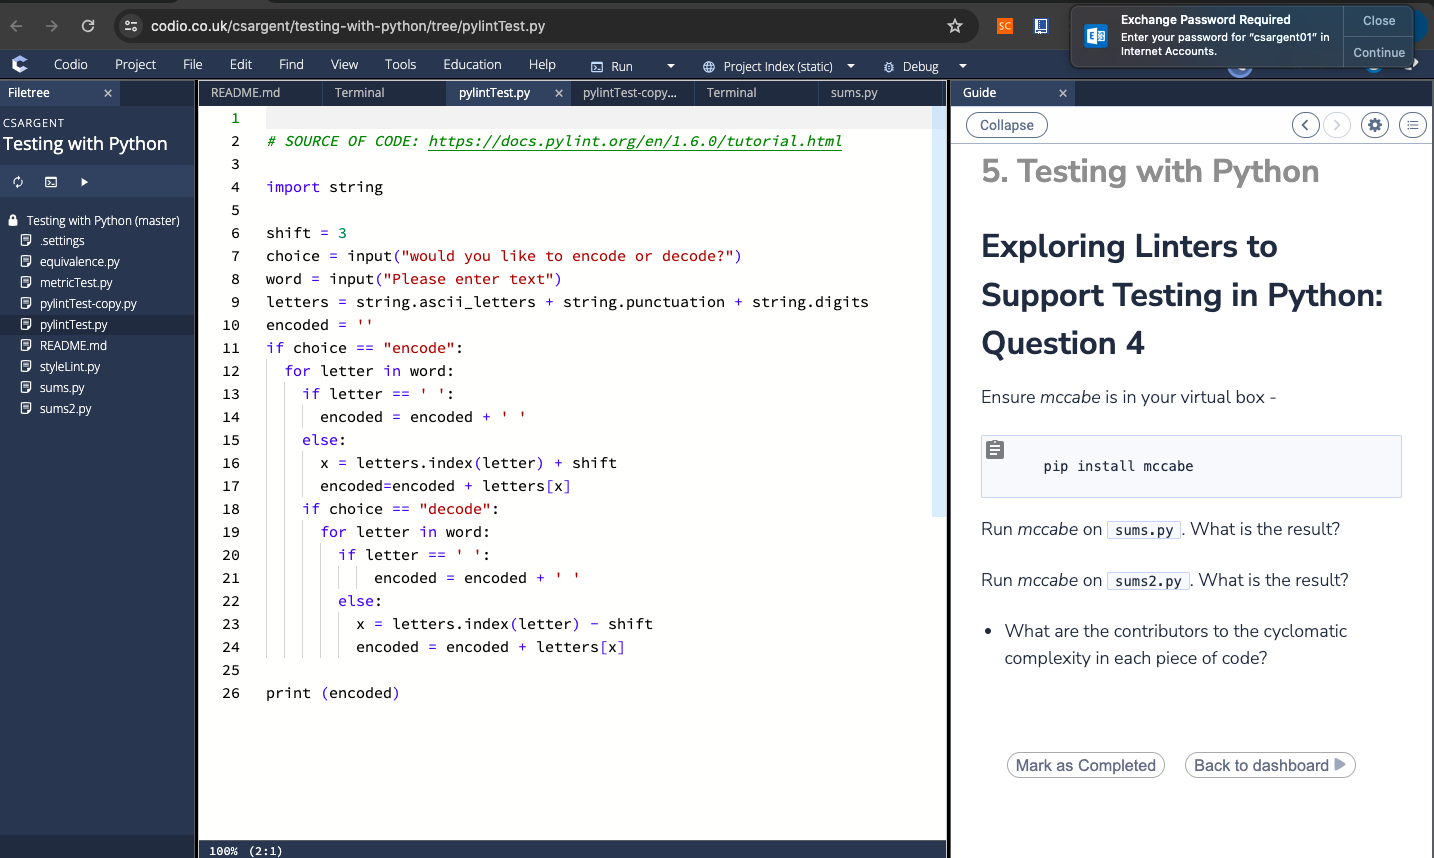 codio.co.uk/csargent/testing-with-python/tree/pylintTest.py
SC
Exchange Password Required
Enter your password for “csargent01” in
Internet Accounts.
Close
Continue
Codio Project File Edit Find View Tools Education Help Run Project Index (static) Debug
Filetree ×
CSARGENT
Testing with Python
Testing with Python (master)
.settings
equivalence.py
metricTest.py
pylintTest-copy.py
pylintTest.py
README.md
styleLint.py
sums.py
sums2.py
README.md Terminal pylintTest.py × pylintTest-copy... Terminal sums.py
1
2 # SOURCE OF CODE: https://docs.pylint.org/en/1.6.0/tutorial.html
3
4 import string
5
6 shift = 3
7 choice = input("would you like to encode or decode?")
8 word = input("Please enter text")
9 letters = string.ascii_letters + string.punctuation + string.digits
10 encoded = ''
11 if choice == "encode":
12   for letter in word:
13     if letter == ' ':
14       encoded = encoded + ' '
15     else:
16       x = letters.index(letter) + shift
17       encoded=encoded + letters[x]
18     if choice == "decode":
19       for letter in word:
20         if letter == ' ':
21             encoded = encoded + ' '
22         else:
23           x = letters.index(letter) - shift
24           encoded = encoded + letters[x]
25
26 print (encoded)
100% (2:1)
Guide ×
Collapse
5. Testing with Python
Exploring Linters to
Support Testing in Python:
Question 4
Ensure mccabe is in your virtual box -
pip install mccabe
Run mccabe on sums.py. What is the result?
Run mccabe on sums2.py. What is the result?
• What are the contributors to the cyclomatic
complexity in each piece of code?
Mark as Completed
Back to dashboard